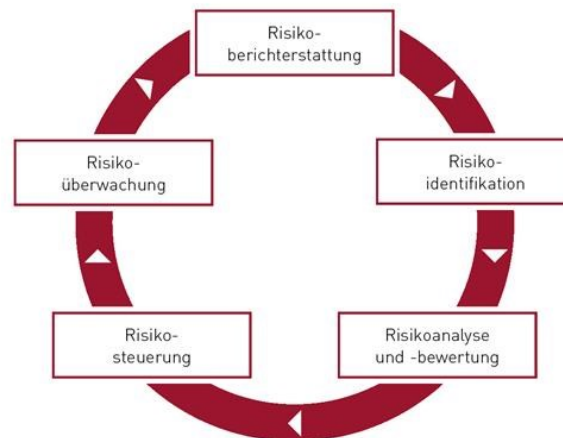 Risiko-
berichterstattung
Risiko-
identifikation
Risikoanalyse
und -bewertung
Risiko-
steuerung
Risiko-
überwachung